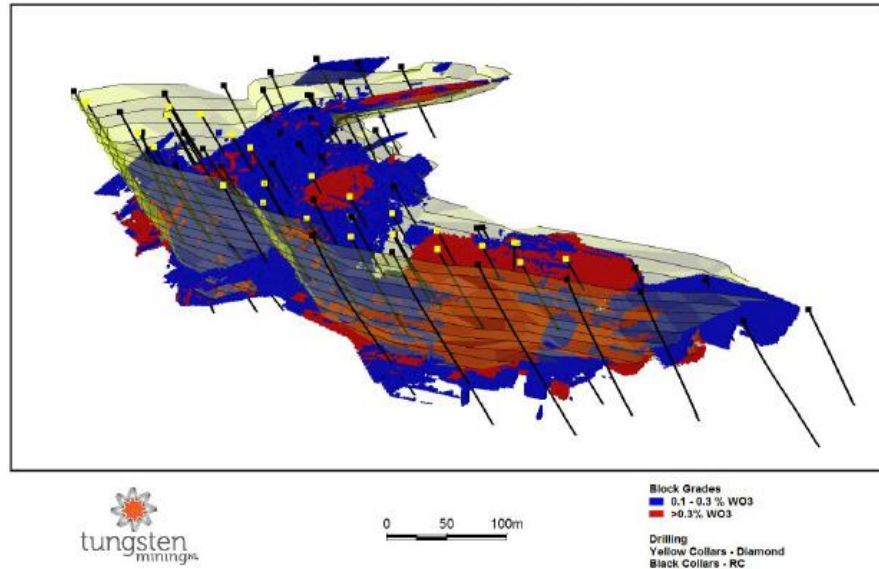 tungsten
mining NL
0 50 100m
Block Grades
0.1 - 0.3 % WO3
>0.3% WO3
Drilling
Yellow Collars - Diamond
Black Collars - RC